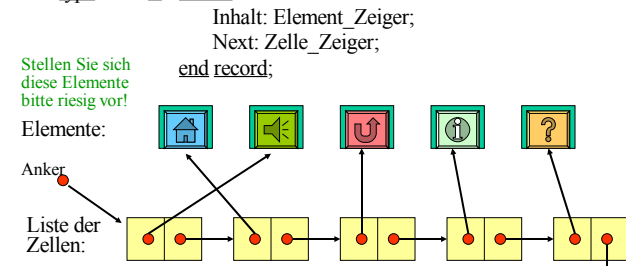 Inhalt: Element_Zeiger;
Next: Zelle_Zeiger;
end record;
Stellen Sie sich
diese Elemente
bitte riesig vor!
Elemente:
Anker
Liste der
Zellen: